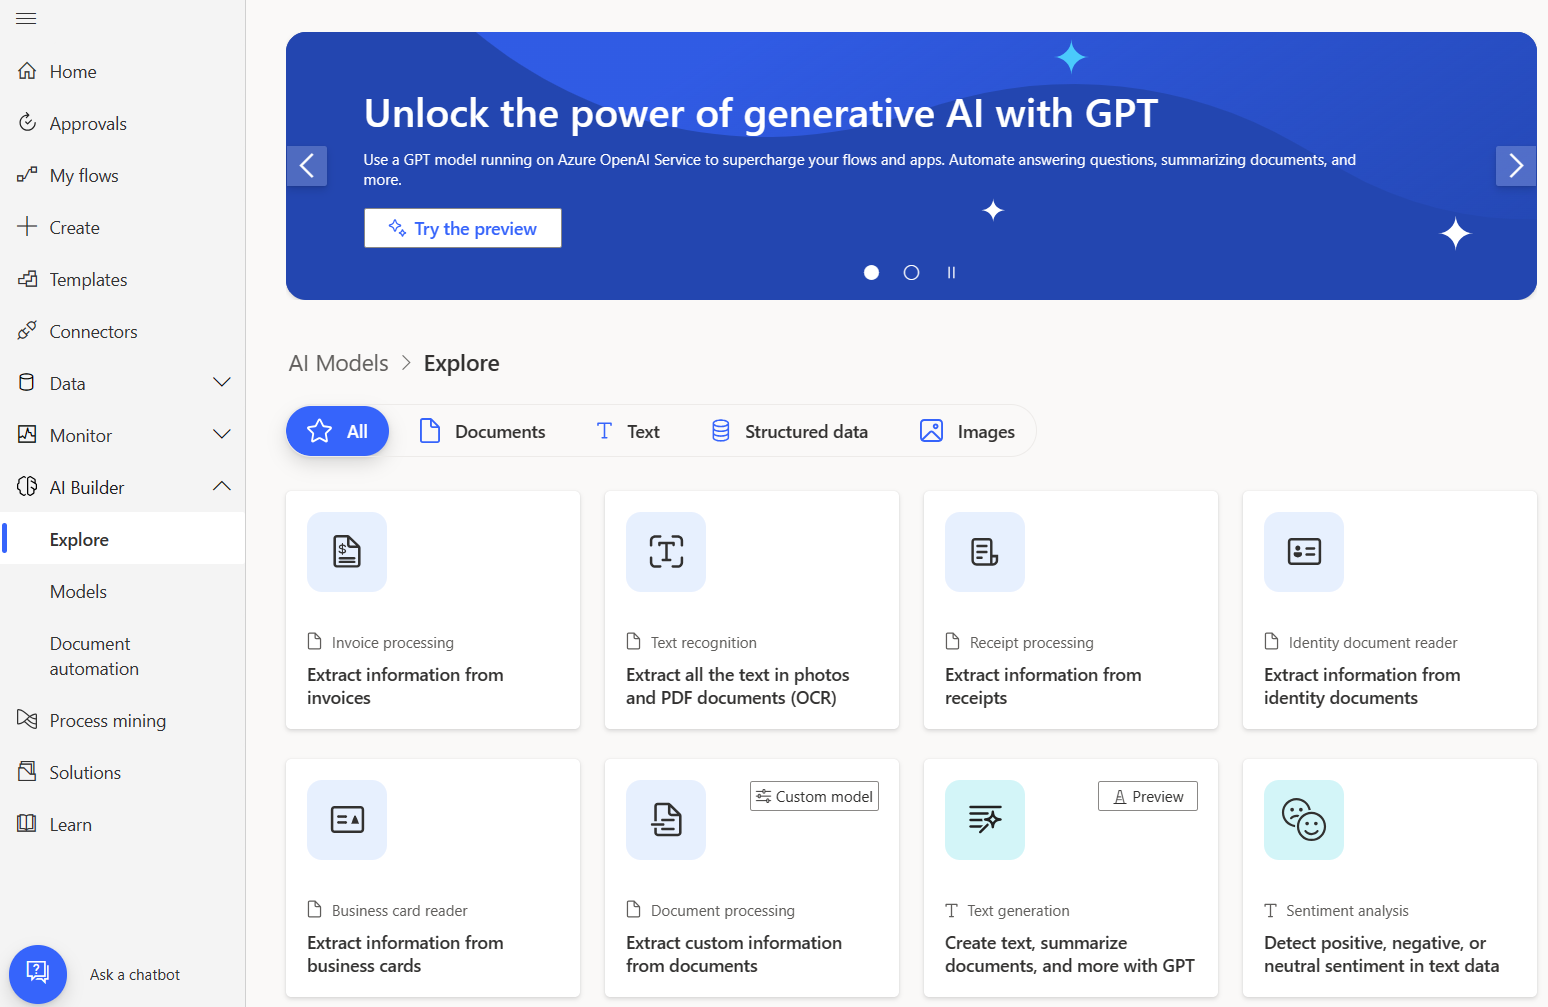 Home
Approvals
My flows
Create
Templates
Connectors
Data
Monitor
AI Builder
Explore
Models
Document
automation
Process mining
Solutions
Learn
Ask a chatbot
Unlock the power of generative AI with GPT
Use a GPT model running on Azure OpenAI Service to supercharge your flows and apps. Automate answering questions, summarizing documents, and
more.
Try the preview
AI Models > Explore
All Documents Text Structured data Images
Invoice processing
Extract information from
invoices
Text recognition
Extract all the text in photos
and PDF documents (OCR)
Receipt processing
Extract information from
receipts
Identity document reader
Extract information from
identity documents
Business card reader
Extract information from
business cards
Custom model
Document processing
Extract custom information
from documents
Preview
Text generation
Create text, summarize
documents, and more with GPT
Sentiment analysis
Detect positive, negative, or
neutral sentiment in text data